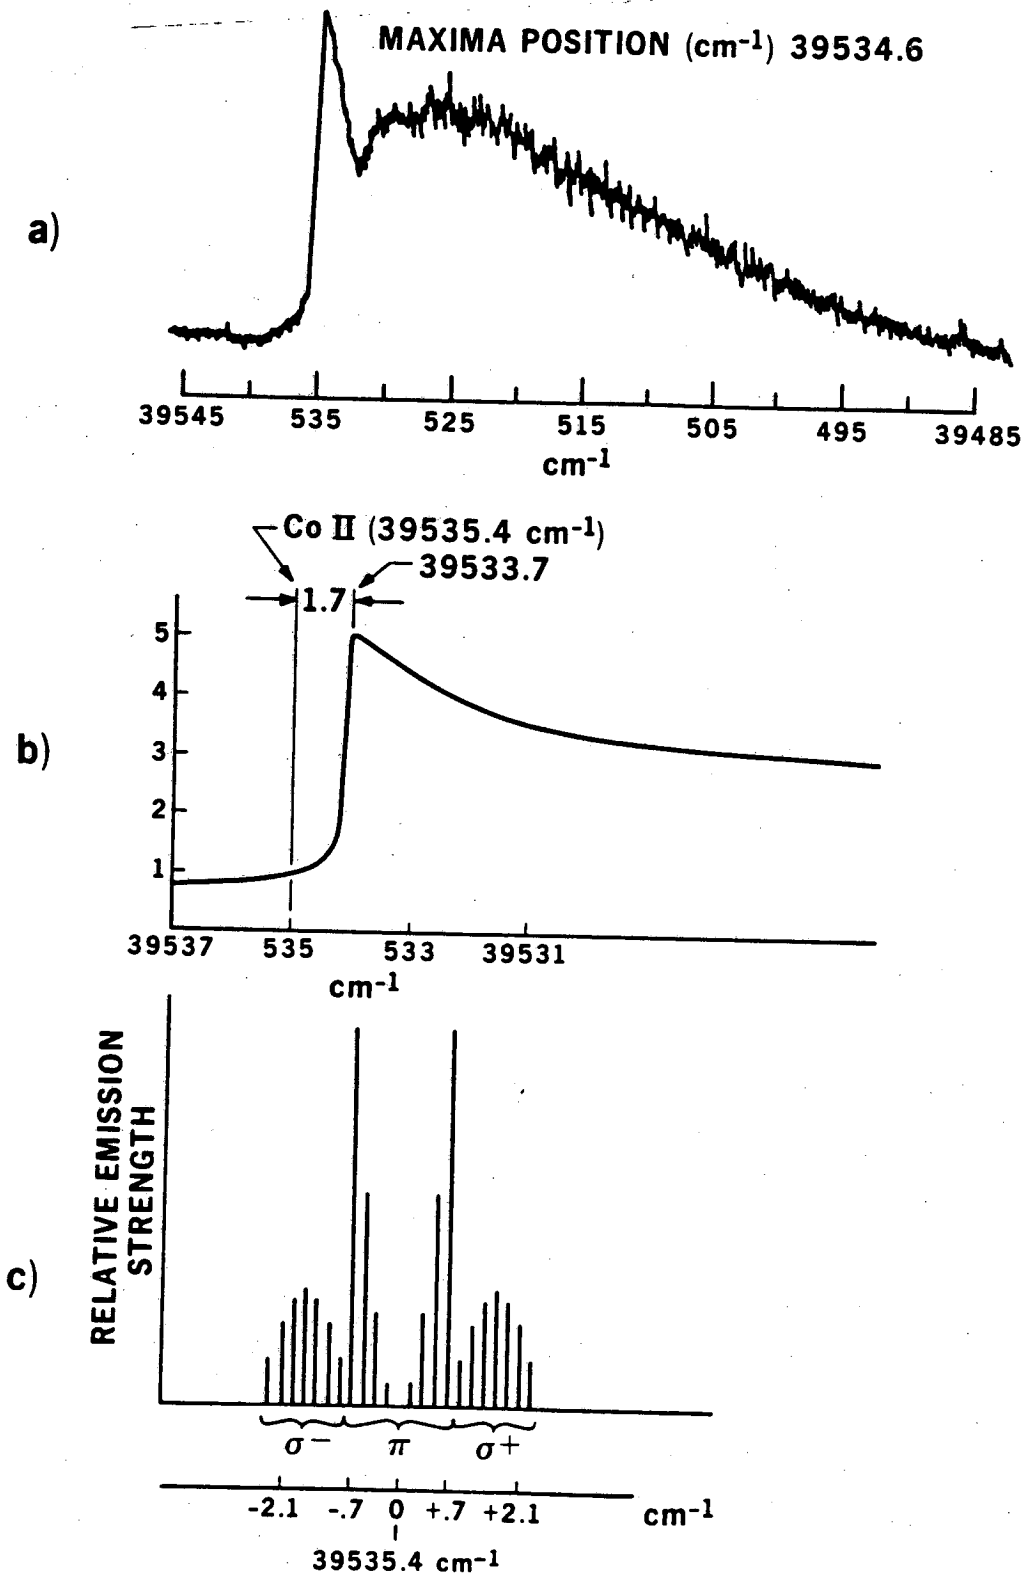 MAXIMA POSITION (cm⁻¹) 39534.6
a)
39545 535 525 515 505 495 39485
cm⁻¹
Co II (39535.4 cm⁻¹)
39533.7
1.7
5
4
3
2
1
b)
39537 535 533 39531
cm⁻¹
RELATIVE EMISSION
STRENGTH
c)
σ− π σ+
-2.1 -.7 0 +.7 +2.1 cm⁻¹
39535.4 cm⁻¹